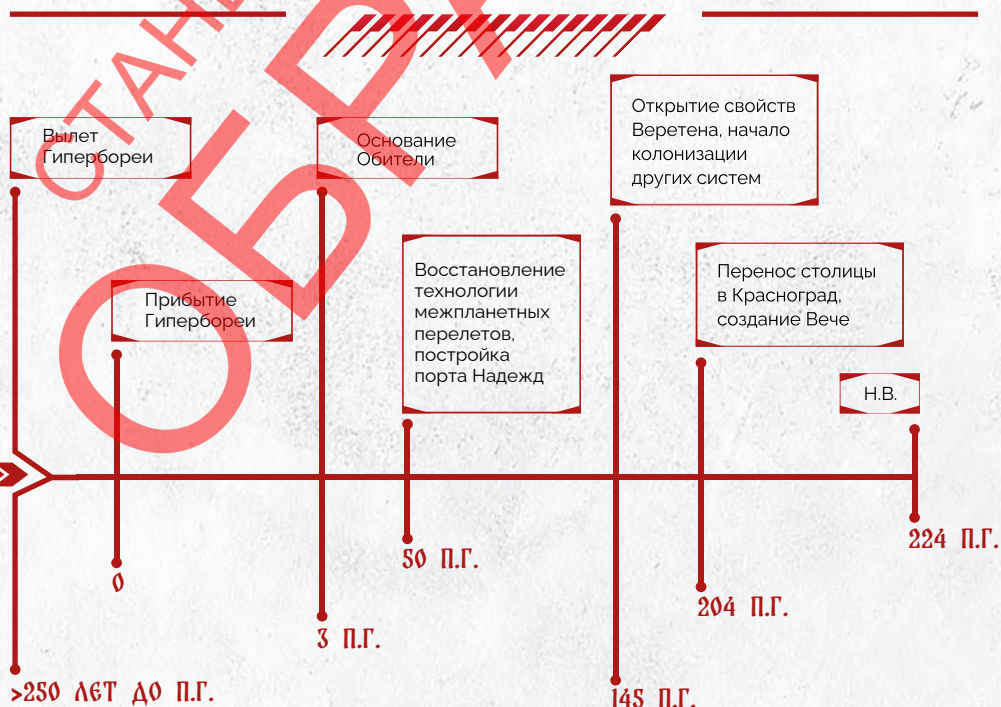 Вылет
Гипербореи
Основание
Обители
Открытие свойств
Веретена, начало
колонизации
других систем
Прибытие
Гипербореи
Восстановление
технологии
межпланетных
перелетов,
постройка
порта Надежд
Перенос столицы
в Красноград,
создание Вече
Н.В.
224 П.Г.
50 П.Г.
0
204 П.Г.
3 П.Г.
>250 ЛЕТ ДО П.Г.
145 П.Г.